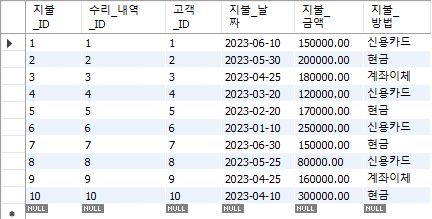 지불_ID 수리_내역_ID 고객_ID 지불_날짜 지불_금액 지불_방법
1 1 1 2023-06-10 150000.00 신용카드
2 2 2 2023-05-30 200000.00 현금
3 3 3 2023-04-25 180000.00 계좌이체
4 4 4 2023-03-20 120000.00 신용카드
5 5 5 2023-02-20 170000.00 현금
6 6 6 2023-01-10 250000.00 신용카드
7 7 7 2023-06-30 150000.00 현금
8 8 8 2023-05-25 80000.00 신용카드
9 9 9 2023-04-25 160000.00 계좌이체
10 10 10 2023-04-10 300000.00 현금
NULL NULL NULL NULL NULL NULL